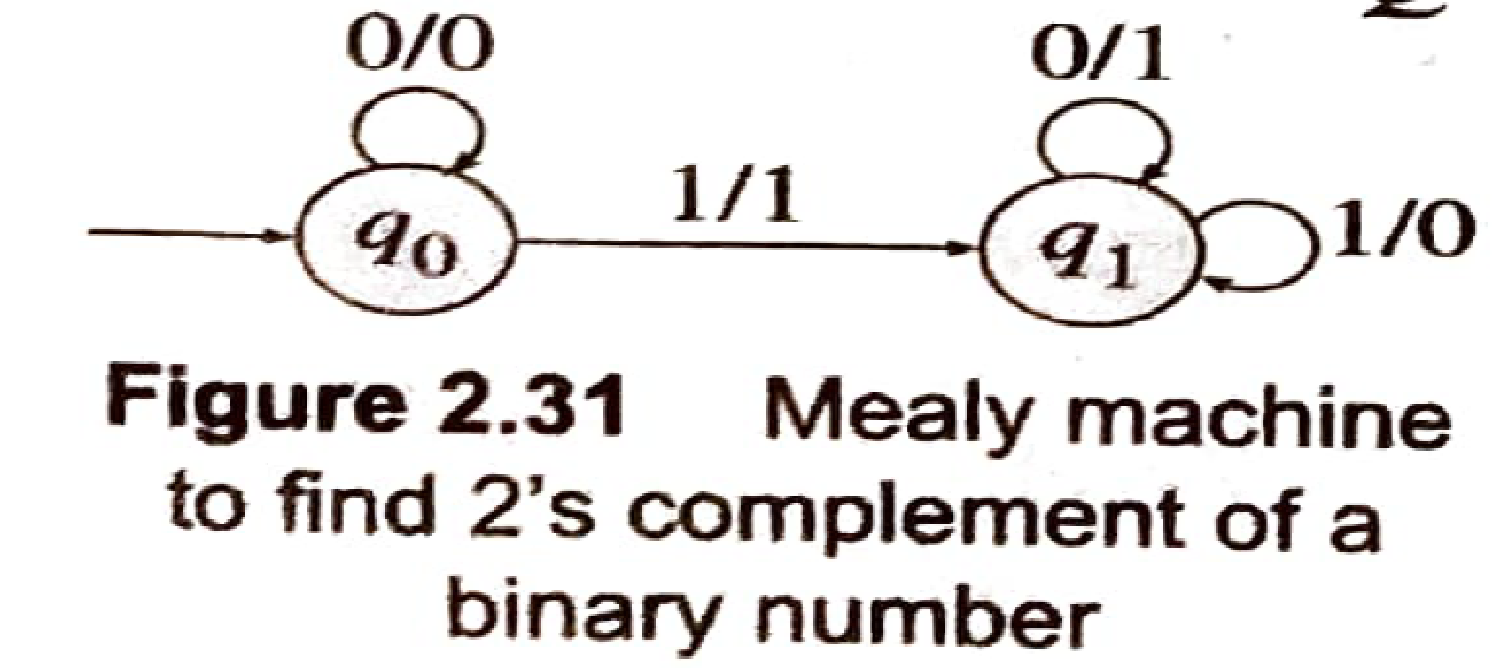 0/0
0/1
1/1
q0
q1
1/0
Figure 2.31 Mealy machine
to find 2’s complement of a
binary number